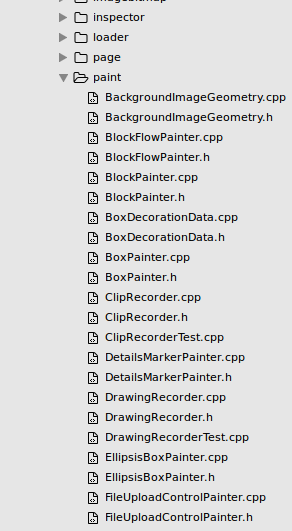 inspector
loader
page
paint
BackgroundImageGeometry.cpp
BackgroundImageGeometry.h
BlockFlowPainter.cpp
BlockFlowPainter.h
BlockPainter.cpp
BlockPainter.h
BoxDecorationData.cpp
BoxDecorationData.h
BoxPainter.cpp
BoxPainter.h
ClipRecorder.cpp
ClipRecorder.h
ClipRecorderTest.cpp
DetailsMarkerPainter.cpp
DetailsMarkerPainter.h
DrawingRecorder.cpp
DrawingRecorder.h
DrawingRecorderTest.cpp
EllipsisBoxPainter.cpp
EllipsisBoxPainter.h
FileUploadControlPainter.cpp
FileUploadControlPainter.h